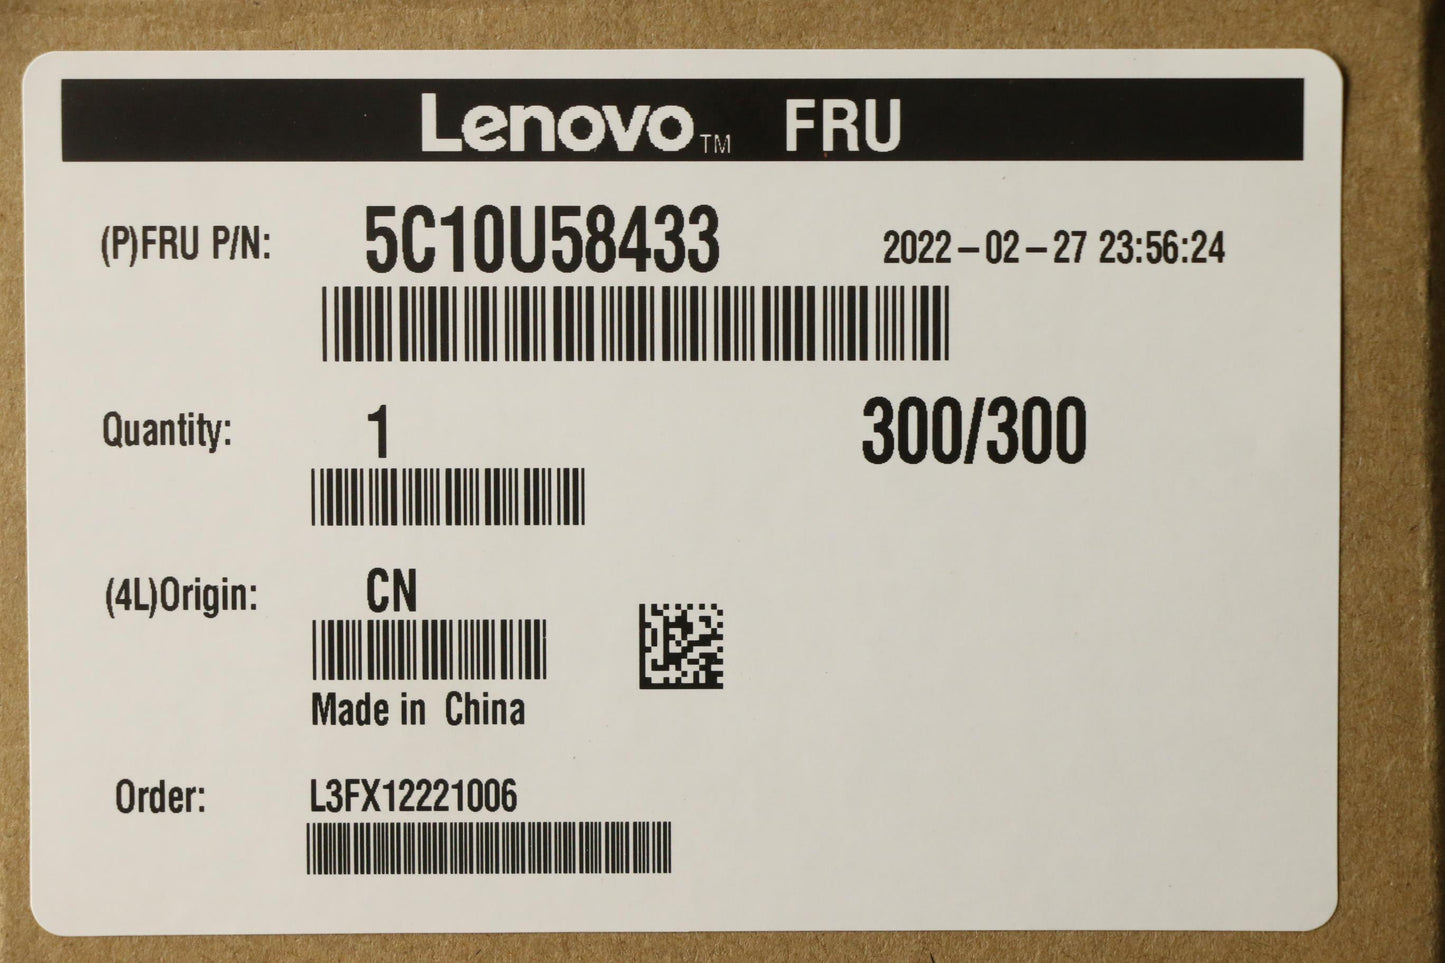 Lenovo™ FRU
(P)FRU P/N: 5C10U58433 2022-02-27 23:56:24
Quantity: 1 300/300
(4L)Origin: CN
Made in China
Order: L3FX12221006